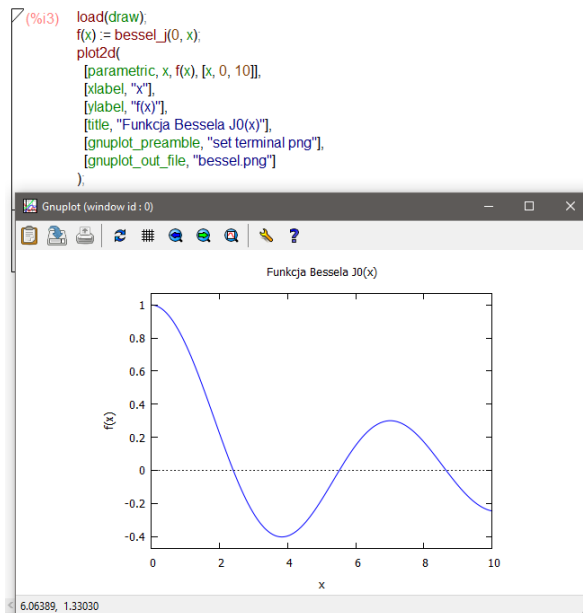 (%i3) load(draw);
f(x) := bessel_j(0, x);
plot2d(
[parametric, x, f(x), [x, 0, 10]],
[xlabel, "x"],
[ylabel, "f(x)"],
[title, "Funkcja Bessela J0(x)"],
[gnuplot_preamble, "set terminal png"],
[gnuplot_out_file, "bessel.png"]
);
Gnuplot (window id : 0)
?
Funkcja Bessela J0(x)
1
0.8
0.6
0.4
0.2
0
-0.2
-0.4
f(x)
0 2 4 6 8 10
x
6.06389, 1.33030